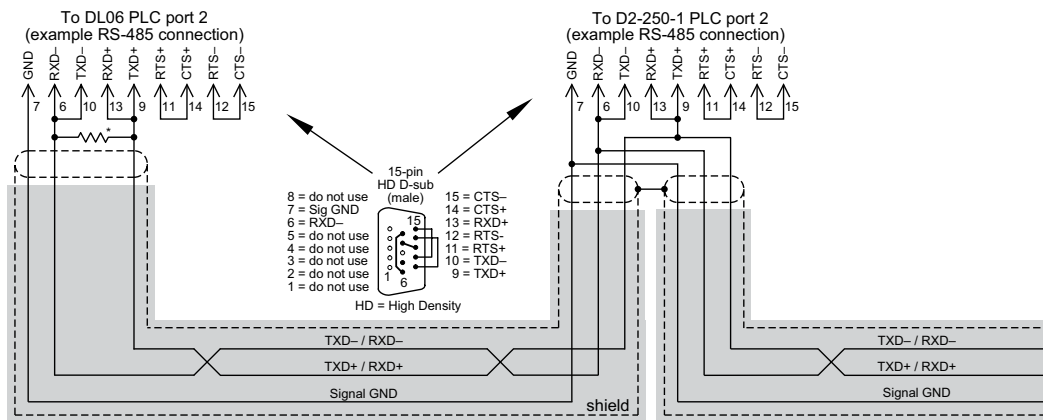 To DL06 PLC port 2
(example RS-485 connection)
GND
RXD–
TXD–
RXD+
TXD+
RTS+
CTS+
RTS–
CTS–
7
6
10
13
9
11
14
12
15
*
To D2-250-1 PLC port 2
(example RS-485 connection)
GND
RXD–
TXD–
RXD+
TXD+
RTS+
CTS+
RTS–
CTS–
7
6
10
13
9
11
14
12
15
15-pin
HD D-sub
(male)
8 = do not use
7 = Sig GND
6 = RXD–
5 = do not use
4 = do not use
3 = do not use
2 = do not use
1 = do not use
15
1
6
15 = CTS–
14 = CTS+
13 = RXD+
12 = RTS-
11 = RTS+
10 = TXD–
9 = TXD+
HD = High Density
TXD– / RXD–
TXD+ / RXD+
Signal GND
shield
TXD– / RXD–
TXD+ / RXD+
Signal GND